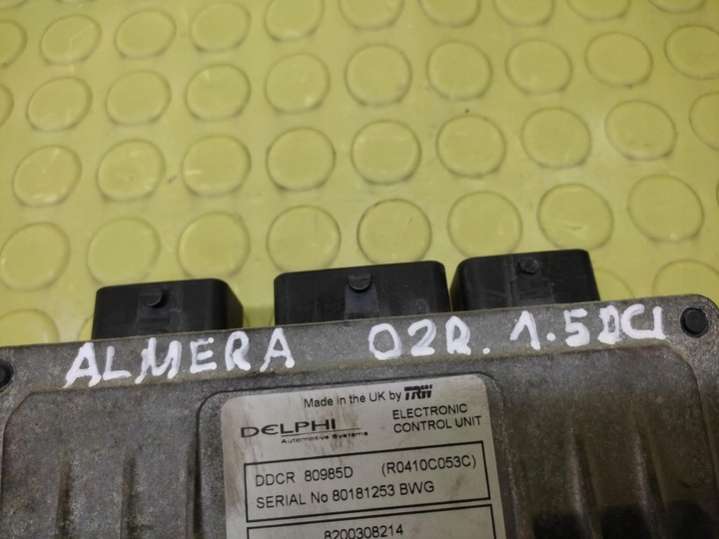 ALMERA 02R. 1.5DCI
Made in the UK by TRW
DELPHI
Automotive Systems
ELECTRONIC
CONTROL UNIT
DDCR 80985D (R0410C053C)
SERIAL No 80181253 BWG
8200308214